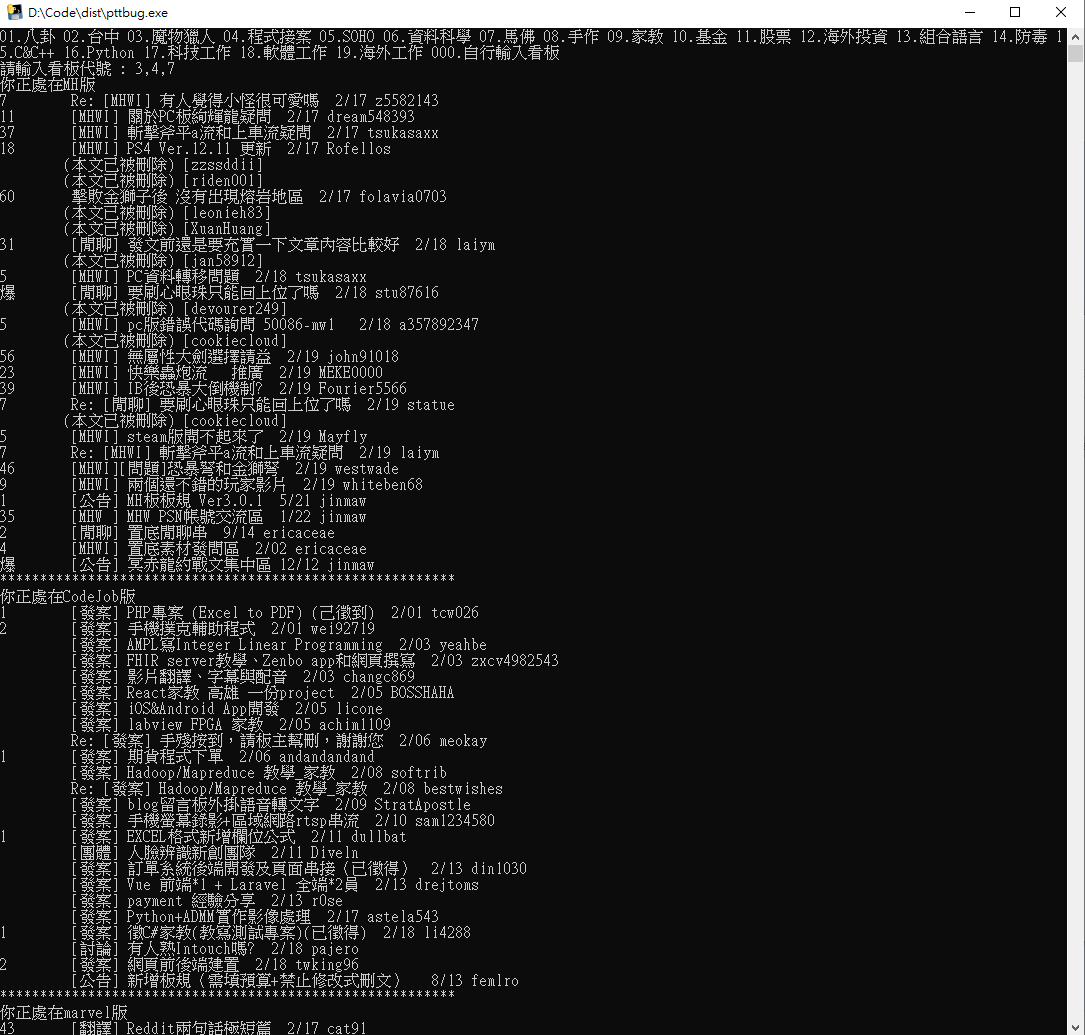 D:\Code\dist\pttbug.exe
01.八卦 02.台中 03.魔物獵人 04.程式接案 05.SOHO 06.資料科學 07.馬佛 08.手作 09.家教 10.基金 11.股票 12.海外投資 13.組合語言 14.防毒 1
5.C&C++ 16.Python 17.科技工作 18.軟體工作 19.海外工作 000.自行輸入看板
請輸入看板代號 : 3,4,7
你正處在MH版
7 Re: [MHWI] 有人覺得小怪很可愛嗎 2/17 z5582143
11 [MHWI] 關於PC板絢輝龍疑問 2/17 dream548393
37 [MHWI] 斬擊斧平a流和上車流疑問 2/17 tsukasaxx
18 [MHWI] PS4 Ver.12.11 更新 2/17 Rofellos
(本文已被刪除) [zzssddii]
(本文已被刪除) [riden001]
60 擊敗金獅子後 沒有出現熔岩地區 2/17 folavia0703
(本文已被刪除) [leonieh83]
(本文已被刪除) [XuanHuang]
31 [閒聊] 發文前還是要充實一下文章內容比較好 2/18 laiym
(本文已被刪除) [jan58912]
5 [MHWI] PC資料轉移問題 2/18 tsukasaxx
爆 [閒聊] 要刷心眼珠只能回上位了嗎 2/18 stu87616
(本文已被刪除) [devourer249]
5 [MHWI] pc版錯誤代碼詢問 50086-mw1 2/18 a357892347
(本文已被刪除) [cookiecloud]
56 [MHWI] 無屬性大劍選擇請益 2/19 john91018
23 [MHWI] 快樂蟲炮流 推廣 2/19 MEKE0000
39 [MHWI] IB後恐暴大倒機制? 2/19 Fourier5566
7 Re: [閒聊] 要刷心眼珠只能回上位了嗎 2/19 statue
(本文已被刪除) [cookiecloud]
5 [MHWI] steam版開不起來了 2/19 Mayfly
7 Re: [MHWI] 斬擊斧平a流和上車流疑問 2/19 laiym
46 [MHWI][問題]恐暴弩和金獅弩 2/19 westwade
9 [MHWI] 兩個還不錯的玩家影片 2/19 whiteben68
1 [公告] MH板板規 Ver3.0.1 5/21 jinmaw
35 [MHW ] MHW PSN帳號交流區 1/22 jinmaw
2 [閒聊] 置底閒聊串 9/14 ericaceae
4 [MHWI] 置底素材發問區 2/02 ericaceae
爆 [公告] 冥赤龍約戰文集中區 12/12 jinmaw
*********************************************************
你正處在CodeJob版
1 [發案] PHP專案 (Excel to PDF) (己徵到) 2/01 tcw026
2 [發案] 手機撲克輔助程式 2/01 wei92719
[發案] AMPL寫Integer Linear Programming 2/03 yeahbe
[發案] FHIR server教學、Zenbo app和網頁撰寫 2/03 zxcv4982543
[發案] 影片翻譯、字幕與配音 2/03 changc869
[發案] React家教 高雄 一份project 2/05 BOSSHAHA
[發案] iOS&Android App開發 2/05 licone
[發案] labview FPGA 家教 2/05 achim1109
Re: [發案] 手殘按到，請板主幫刪，謝謝您 2/06 meokay
1 [發案] 期貨程式下單 2/06 andandandand
[發案] Hadoop/Mapreduce 教學_家教 2/08 softrib
Re: [發案] Hadoop/Mapreduce 教學_家教 2/08 bestwishes
[發案] blog留言板外掛語音轉文字 2/09 StratApostle
[發案] 手機螢幕錄影+區域網路rtsp串流 2/10 sam1234580
1 [發案] EXCEL格式新增欄位公式 2/11 dullbat
[團體] 人臉辨識新創團隊 2/11 Diveln
[發案] 訂單系統後端開發及頁面串接（已徵得） 2/13 din1030
[發案] Vue 前端*1 + Laravel 全端*2員 2/13 drejtoms
[發案] payment 經驗分享 2/13 r0se
[發案] Python+ADMM實作影像處理 2/17 astela543
1 [發案] 徵C#家教(教寫測試專案)(已徵得) 2/18 li4288
[討論] 有人熟Intouch嗎? 2/18 pajero
2 [發案] 網頁前後端建置 2/18 twking96
[公告] 新增板規（需填預算+禁止修改式刪文） 8/13 femlro
*********************************************************
你正處在marvel版
43 [翻譯] Reddit兩句話極短篇 2/17 cat91